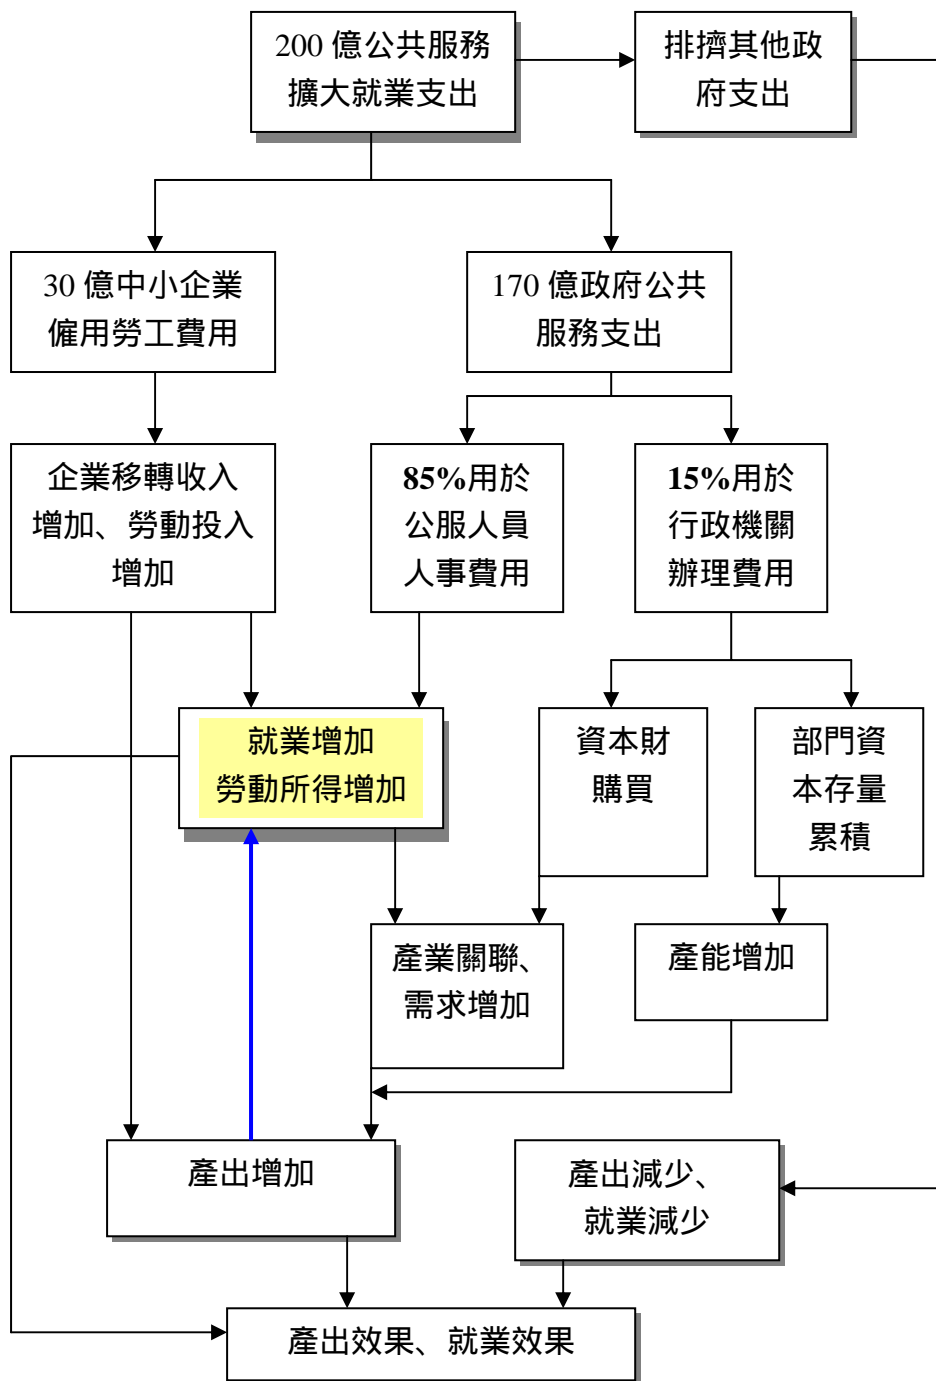 200 億公共服務
擴大就業支出
排擠其他政
府支出
30 億中小企業
僱用勞工費用
170 億政府公共
服務支出
企業移轉收入
增加、勞動投入
增加
85%用於
公服人員
人事費用
15%用於
行政機關
辦理費用
就業增加
勞動所得增加
資本財
購買
部門資
本存量
累積
產業關聯、
需求增加
產能增加
產出增加
產出減少、
就業減少
產出效果、就業效果